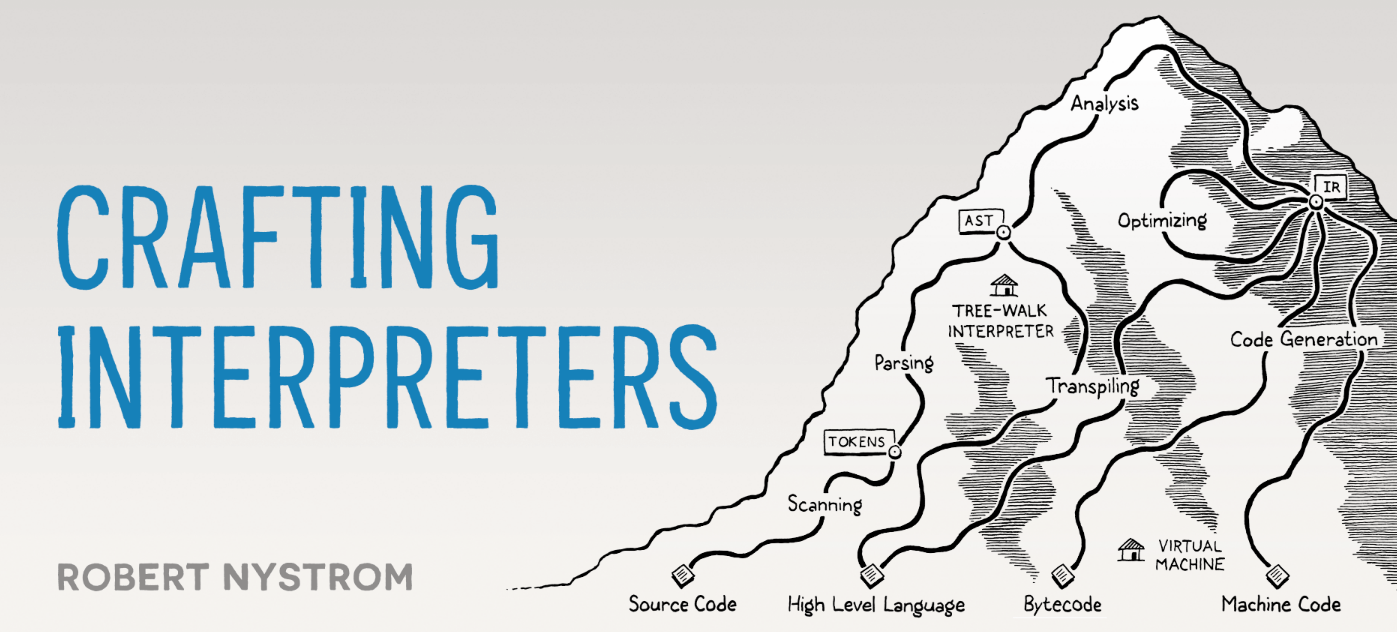 CRAFTING
INTERPRETERS
ROBERT NYSTROM
Analysis
IR
AST
Optimizing
TREE-WALK
INTERPRETER
Code Generation
Parsing
Transpiling
TOKENS
Scanning
VIRTUAL
MACHINE
Source Code
High Level Language
Bytecode
Machine Code